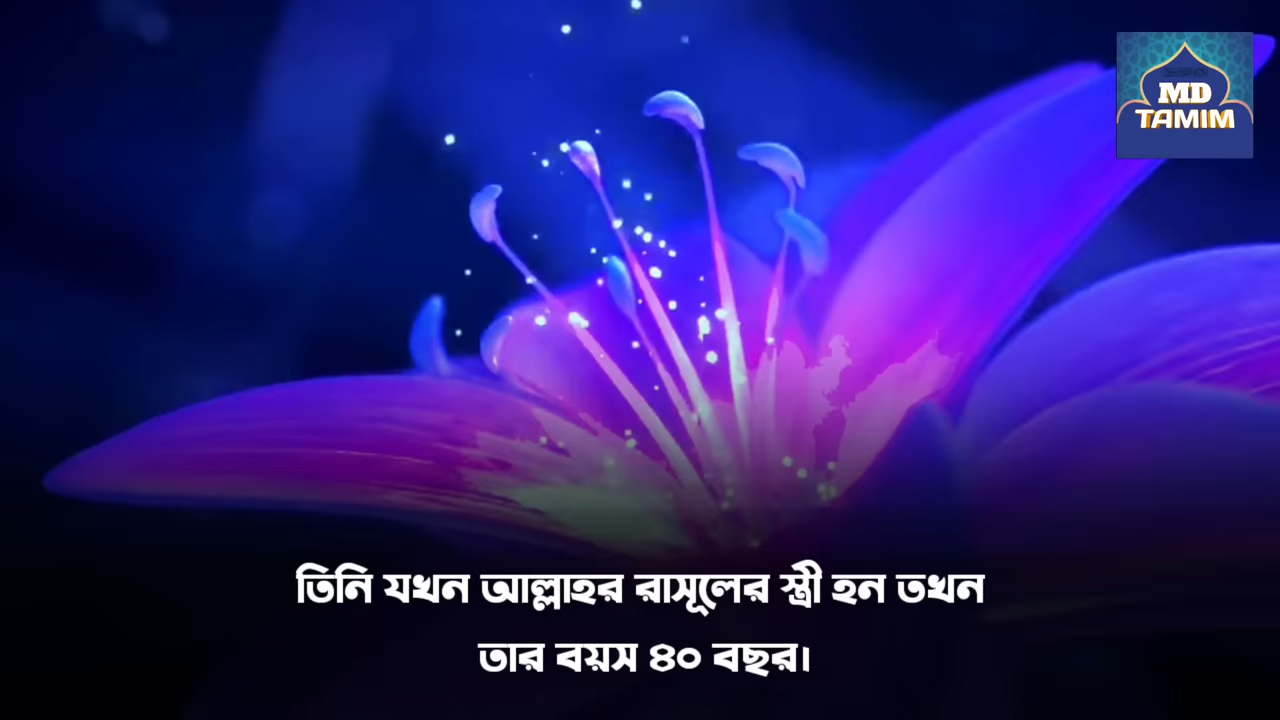 MD
TAMIM
তিনি যখন আল্লাহর রাসূলের স্ত্রী হন তখন
তার বয়স ৪০ বছর।